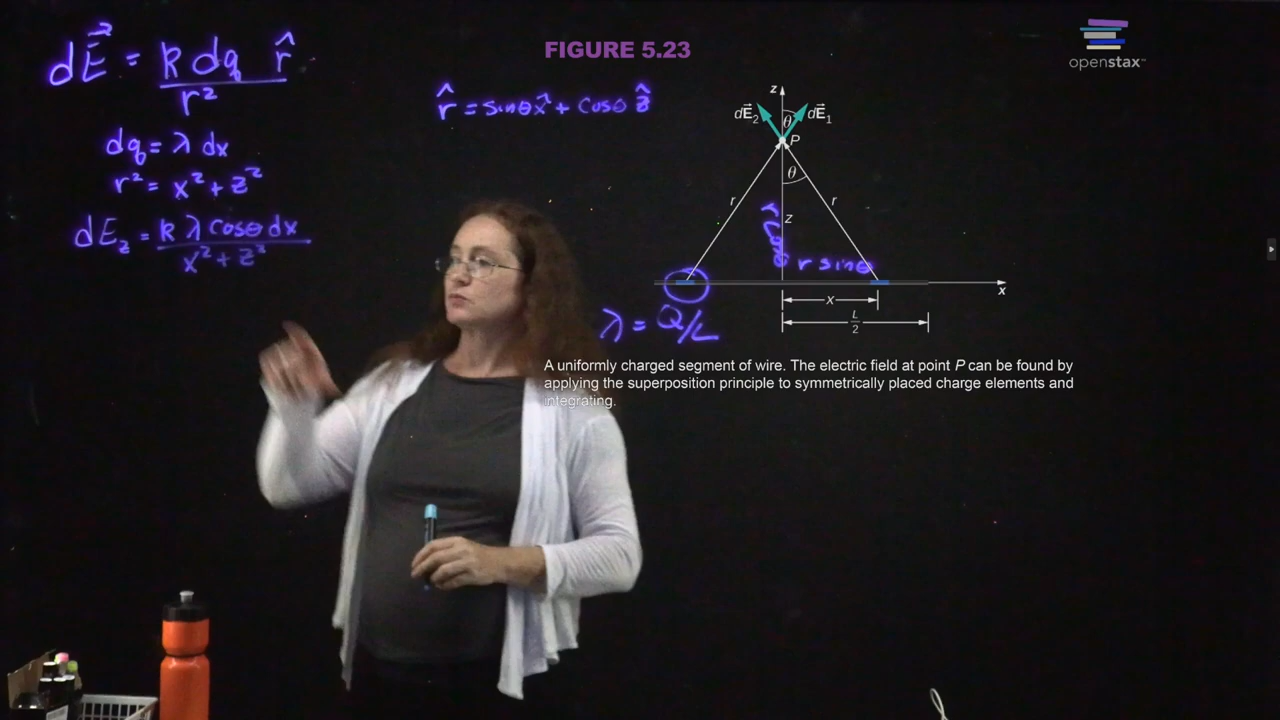 dE⃗ = k dq r̂ / r²
dq = λ dx
r² = x² + z²
dE_z = k λ cosθ dx / x² + z²
FIGURE 5.23
r̂ = sinθ x̂ + cosθ ẑ
openstax™
z
dE⃗₂ θ dE⃗₁
P
θ
r r
z
r cosθ
r sinθ
x
x
L/2
λ = Q/L
A uniformly charged segment of wire. The electric field at point P can be found by
applying the superposition principle to symmetrically placed charge elements and
integrating.